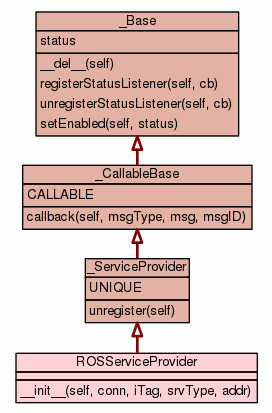 _Base
status
__del__(self)
registerStatusListener(self, cb)
unregisterStatusListener(self, cb)
setEnabled(self, status)
_CallableBase
CALLABLE
callback(self, msgType, msg, msgID)
_ServiceProvider
UNIQUE
unregister(self)
ROSServiceProvider
__init__(self, conn, iTag, srvType, addr)